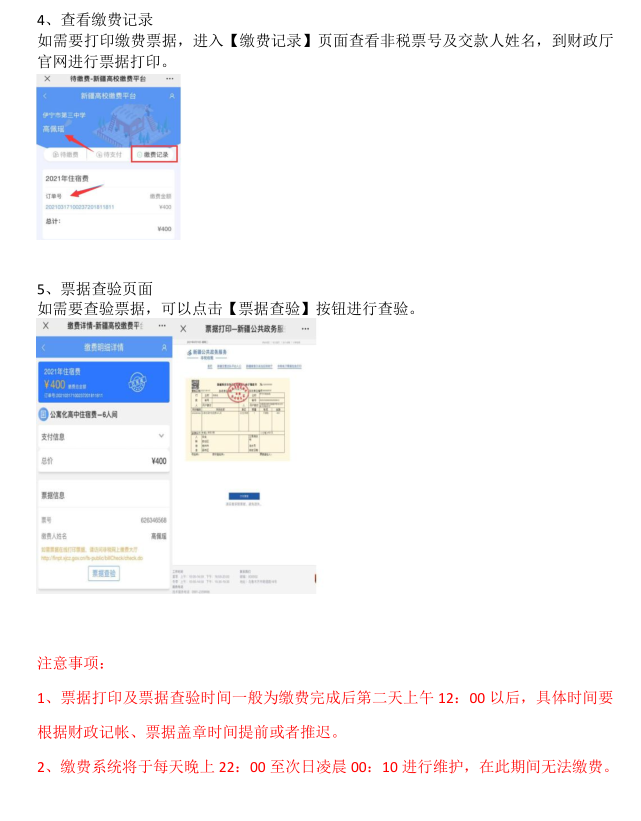 4、查看缴费记录
如需要打印缴费票据，进入【缴费记录】页面查看非税票号及交款人姓名，到财政厅
官网进行票据打印。
待缴费-新疆高校缴费平台
新疆高校缴费平台
伊宁市第三中学
高佩瑶
待缴费 待支付 缴费记录
2021年住宿费
订单号 缴费金额
¥400
总计：
¥400
5、票据查验页面
如需要查验票据，可以点击【票据查验】按钮进行查验。
缴费详情-新疆高校缴费平台
缴费明细详情
2021年住宿费
¥400
公寓化高中住宿费—6人间
支付信息
总价 ¥400
票据信息
票号 826346568
缴费人姓名 高佩瑶
票据查验
票据打印—新疆公共政务服
新疆公共政务服务
注意事项：
1、票据打印及票据查验时间一般为缴费完成后第二天上午 12：00 以后，具体时间要
根据财政记帐、票据盖章时间提前或者推迟。
2、缴费系统将于每天晚上 22：00 至次日凌晨 00：10 进行维护，在此期间无法缴费。